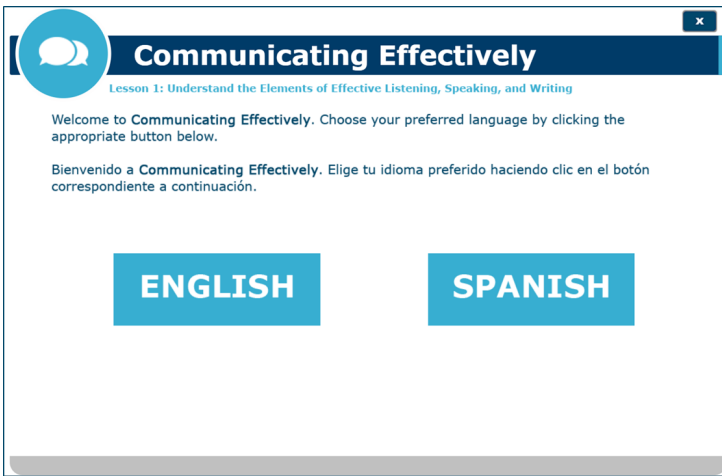 x
Communicating Effectively
Lesson 1: Understand the Elements of Effective Listening, Speaking, and Writing
Welcome to Communicating Effectively. Choose your preferred language by clicking the
appropriate button below.
Bienvenido a Communicating Effectively. Elige tu idioma preferido haciendo clic en el botón
correspondiente a continuación.
ENGLISH
SPANISH